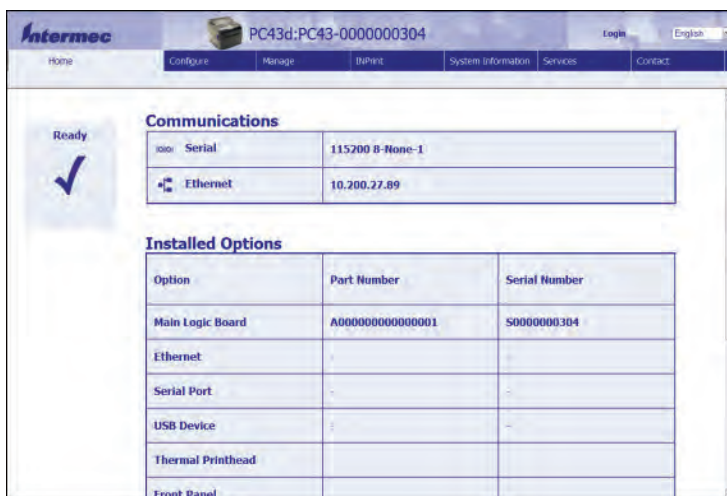 Intermec PC43d:PC43-0000000304 Login English
Home Configure Manage INPrint System Information Services Contact
Ready
Communications
Serial 115200 8-None-1
Ethernet 10.200.27.89
Installed Options
Option Part Number Serial Number
Main Logic Board A000000000000001 S0000000304
Ethernet - -
Serial Port - -
USB Device - -
Thermal Printhead
Front Panel